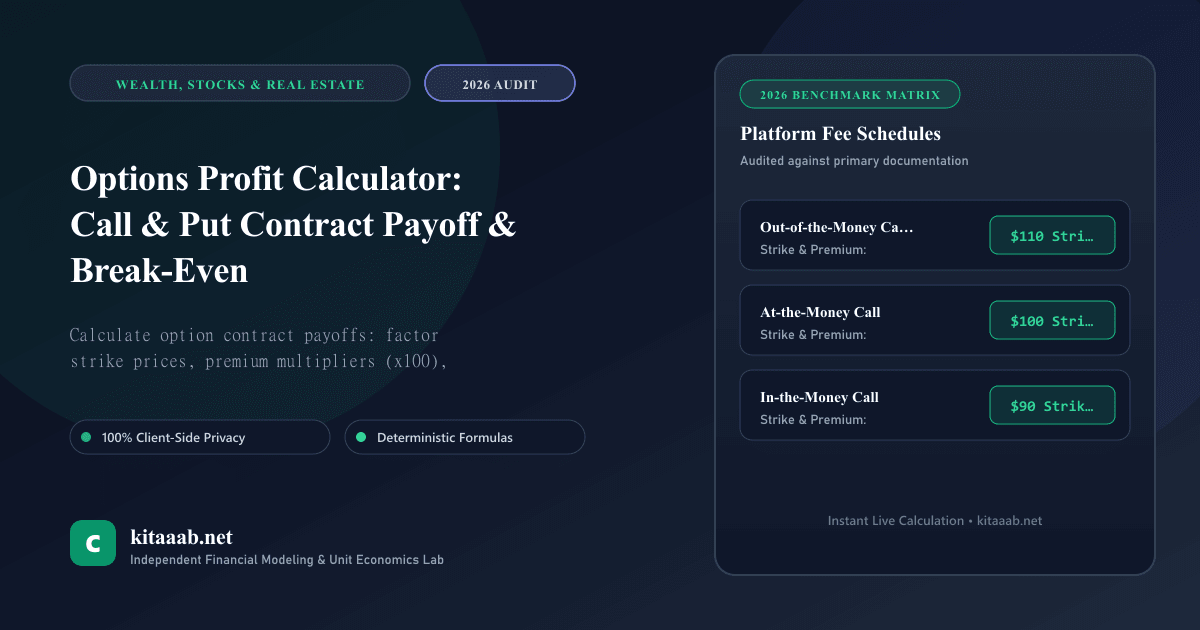 WEALTH, STOCKS & REAL ESTATE
2026 AUDIT
Options Profit Calculator:
Call & Put Contract Payoff &
Break-Even
Calculate option contract payoffs: factor
strike prices, premium multipliers (x100),
100% Client-Side Privacy
Deterministic Formulas
C
kitaaab.net
Independent Financial Modeling & Unit Economics Lab
2026 BENCHMARK MATRIX
Platform Fee Schedules
Audited against primary documentation
Out-of-the-Money Ca...
Strike & Premium:
$110 Stri...
At-the-Money Call
Strike & Premium:
$100 Stri...
In-the-Money Call
Strike & Premium:
$90 Strik...
Instant Live Calculation • kitaaab.net